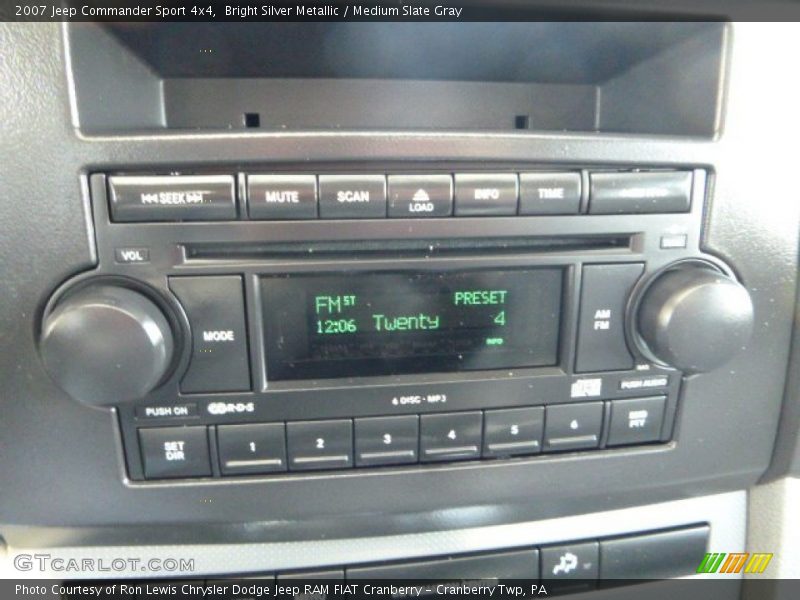 2007 Jeep Commander Sport 4x4, Bright Silver Metallic / Medium Slate Gray
SEEK
MUTE
SCAN
LOAD
INFO
TIME
VOL
MODE
FM ST
PRESET
12:06 Twenty 4
INFO
AM
FM
PUSH ON
R·D·S
6 DISC · MP3
PUSH AUDIO
SET
DIR
1
2
3
4
5
6
PTY
GTCARLOT.COM
Photo Courtesy of Ron Lewis Chrysler Dodge Jeep RAM FIAT Cranberry - Cranberry Twp, PA